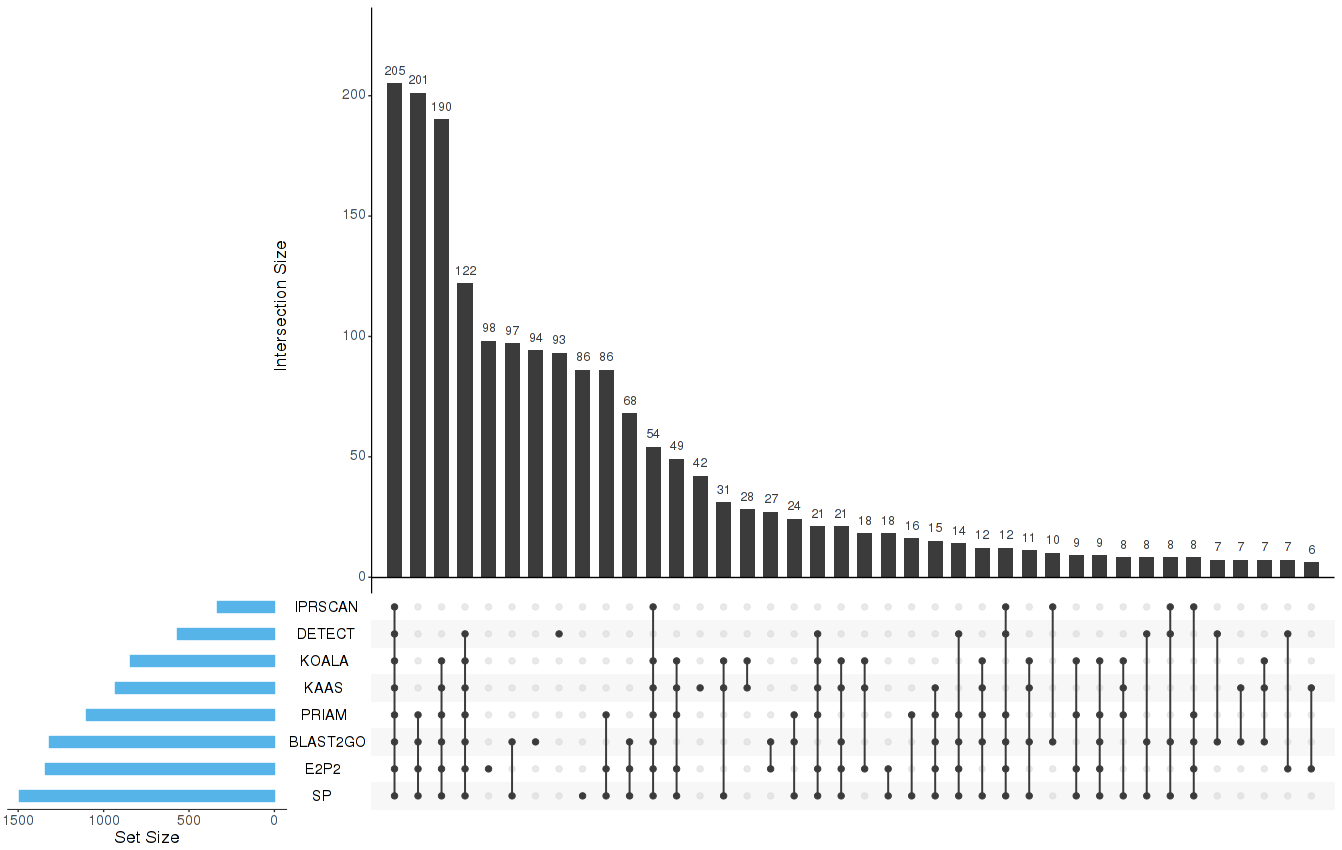 205 201 190 122 98 97 94 93 86 86 68 54 49 42 31 28 27 24 21 21 18 18 16 15 14 12 12 11 10 9 9 8 8 8 8 7 7 7 7 6
200
150
100
50
0
Intersection Size
IPRSCAN
DETECT
KOALA
KAAS
PRIAM
BLAST2GO
E2P2
SP
1500 1000 500 0
Set Size